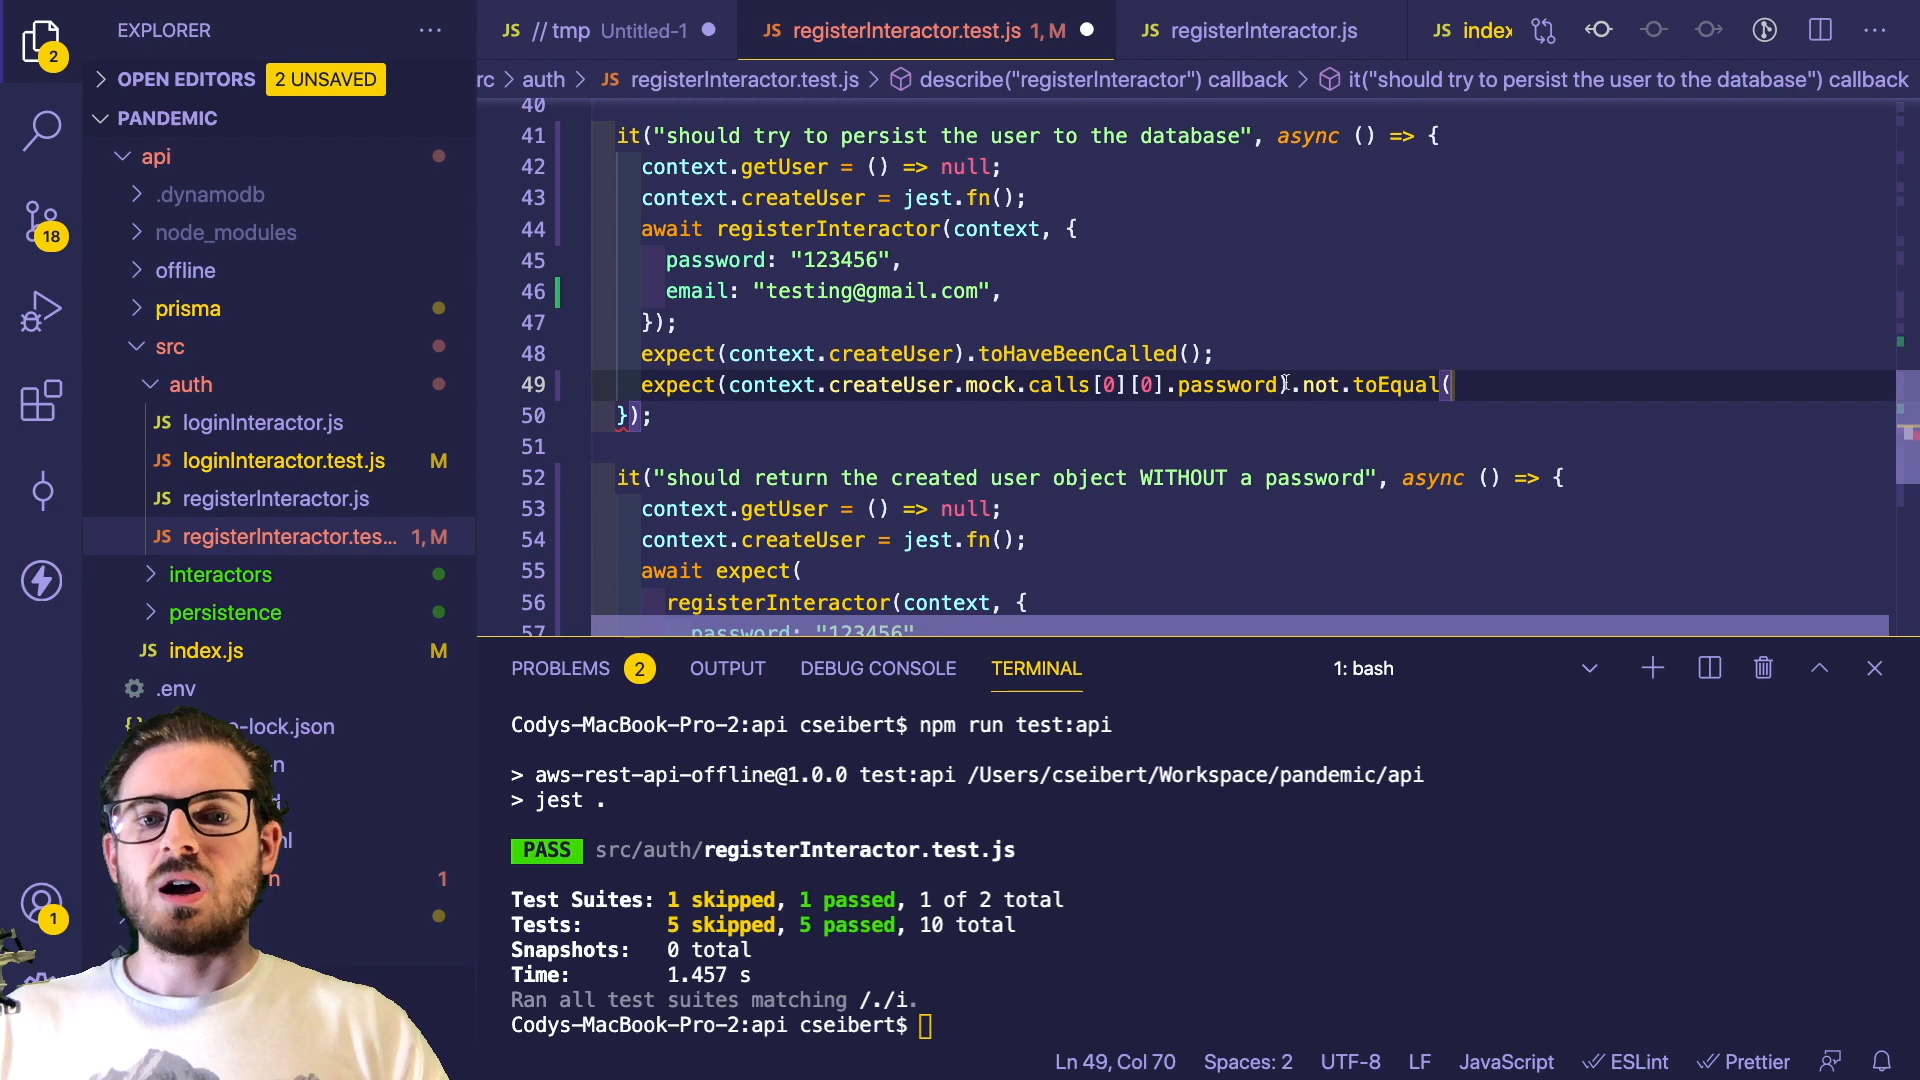 EXPLORER
OPEN EDITORS 2 UNSAVED
PANDEMIC
api
.dynamodb
node_modules
offline
prisma
src
auth
JS loginInteractor.js
JS loginInteractor.test.js M
JS registerInteractor.js
JS registerInteractor.tes... 1, M
interactors
persistence
JS index.js M
.env
o-lock.json
1
2
18
1
JS // tmp Untitled-1
JS registerInteractor.test.js 1, M
JS registerInteractor.js
JS index
rc > auth > JS registerInteractor.test.js > describe("registerInteractor") callback > it("should try to persist the user to the database") callback
40
41 it("should try to persist the user to the database", async () => {
42 context.getUser = () => null;
43 context.createUser = jest.fn();
44 await registerInteractor(context, {
45 password: "123456",
46 email: "testing@gmail.com",
47 });
48 expect(context.createUser).toHaveBeenCalled();
49 expect(context.createUser.mock.calls[0][0].password).not.toEqual(
50 });
51
52 it("should return the created user object WITHOUT a password", async () => {
53 context.getUser = () => null;
54 context.createUser = jest.fn();
55 await expect(
56 registerInteractor(context, {
57 password: "123456"
PROBLEMS 2 OUTPUT DEBUG CONSOLE TERMINAL 1: bash
Codys-MacBook-Pro-2:api cseibert$ npm run test:api
> aws-rest-api-offline@1.0.0 test:api /Users/cseibert/Workspace/pandemic/api
> jest .
PASS src/auth/registerInteractor.test.js
Test Suites: 1 skipped, 1 passed, 1 of 2 total
Tests: 5 skipped, 5 passed, 10 total
Snapshots: 0 total
Time: 1.457 s
Ran all test suites matching /./i.
Codys-MacBook-Pro-2:api cseibert$
Ln 49, Col 70 Spaces: 2 UTF-8 LF JavaScript ESLint Prettier